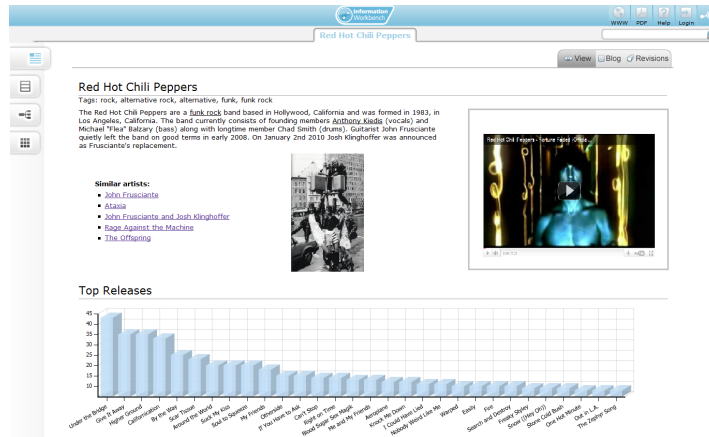 Information
Workbench
WWW PDF Help Login
Red Hot Chili Peppers
View Blog Revisions
Red Hot Chili Peppers
Tags: rock, alternative rock, alternative, funk, funk rock
The Red Hot Chili Peppers are a funk rock band based in Hollywood, California and was formed in 1983, in
Los Angeles, California. The band currently consists of founding members Anthony Kiedis (vocals) and
Michael "Flea" Balzary (bass) along with longtime member Chad Smith (drums). Guitarist John Frusciante
quietly left the band on good terms in early 2008. On January 2nd 2010 Josh Klinghoffer was announced
as Frusciante's replacement.
Red Hot Chili Peppers - Fortune Faded
Similar artists:
John Frusciante
Ataxia
John Frusciante and Josh Klinghoffer
Rage Against the Machine
The Offspring
Top Releases
45
40
35
30
25
20
15
10
Under the Bridge
Give It Away
Higher Ground
Californication
By the Way
Scar Tissue
Around the World
Suck My Kiss
Soul to Squeeze
My Friends
Otherside
If You Have to Ask
Can't Stop
Right on Time
Blood Sugar Sex Magik
Me and My Friends
Aeroplane
Knock Me Down
I Could Have Lied
Nobody Weird Like Me
Warped
Easily
Fire
Search and Destroy
Freaky Styley
Snow ((Hey Oh))
Stone Cold Bush
One Hot Minute
Out in L.A.
The Zephyr Song